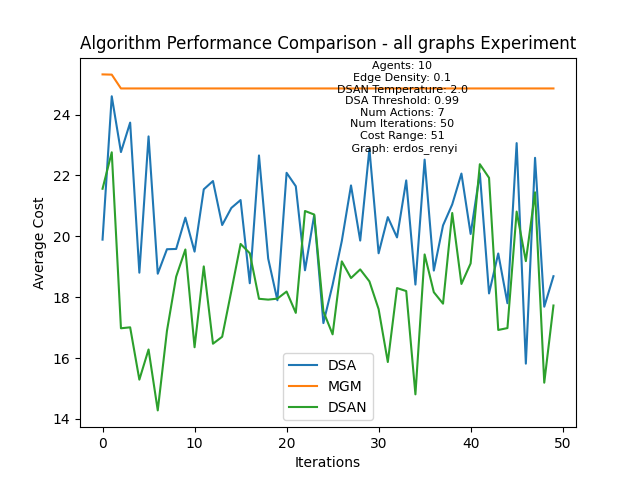 Algorithm Performance Comparison - all graphs Experiment
Agents: 10
Edge Density: 0.1
DSAN Temperature: 2.0
DSA Threshold: 0.99
Num Actions: 7
Num Iterations: 50
Cost Range: 51
Graph: erdos_renyi
24
22
20
18
16
14
Average Cost
DSA
MGM
DSAN
0 10 20 30 40 50
Iterations